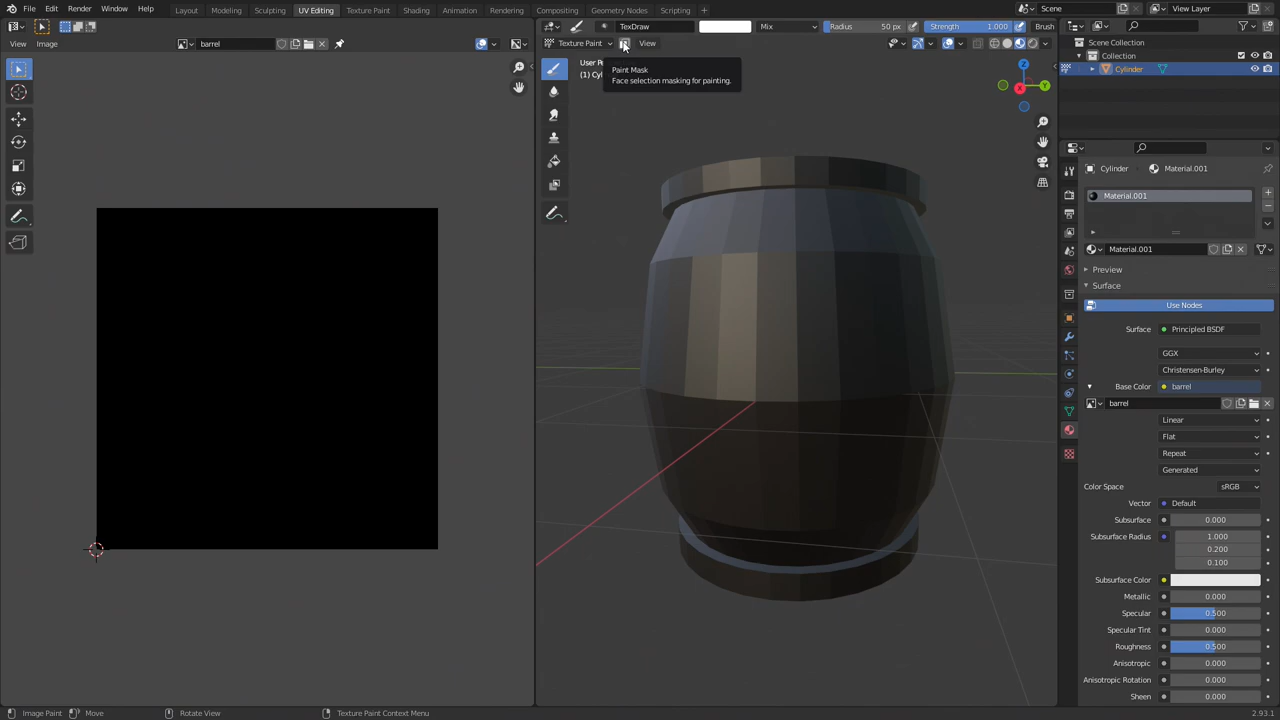 File Edit Render Window Help
Layout Modeling Sculpting UV Editing Texture Paint Shading Animation Rendering Compositing Geometry Nodes Scripting
Scene
View Layer
View Image
barrel
TexDraw
Mix
Radius 50 px
Strength 1.000
Brush
Texture Paint
View
User Pe
(1) Cyl
Paint Mask
Face selection masking for painting.
Z
Y
X
Scene Collection
Collection
Cylinder
Cylinder
Material.001
Material.001
Material.001
Preview
Surface
Use Nodes
Surface Principled BSDF
GGX
Christensen-Burley
Base Color barrel
barrel
Linear
Flat
Repeat
Generated
Color Space sRGB
Vector Default
Subsurface 0.000
Subsurface Radius 1.000
0.200
0.100
Subsurface Color
Metallic 0.000
Specular 0.500
Specular Tint 0.000
Roughness 0.500
Anisotropic 0.000
Anisotropic Rotation 0.000
Sheen 0.000
Image Paint Move Rotate View Texture Paint Context Menu
2.93.1